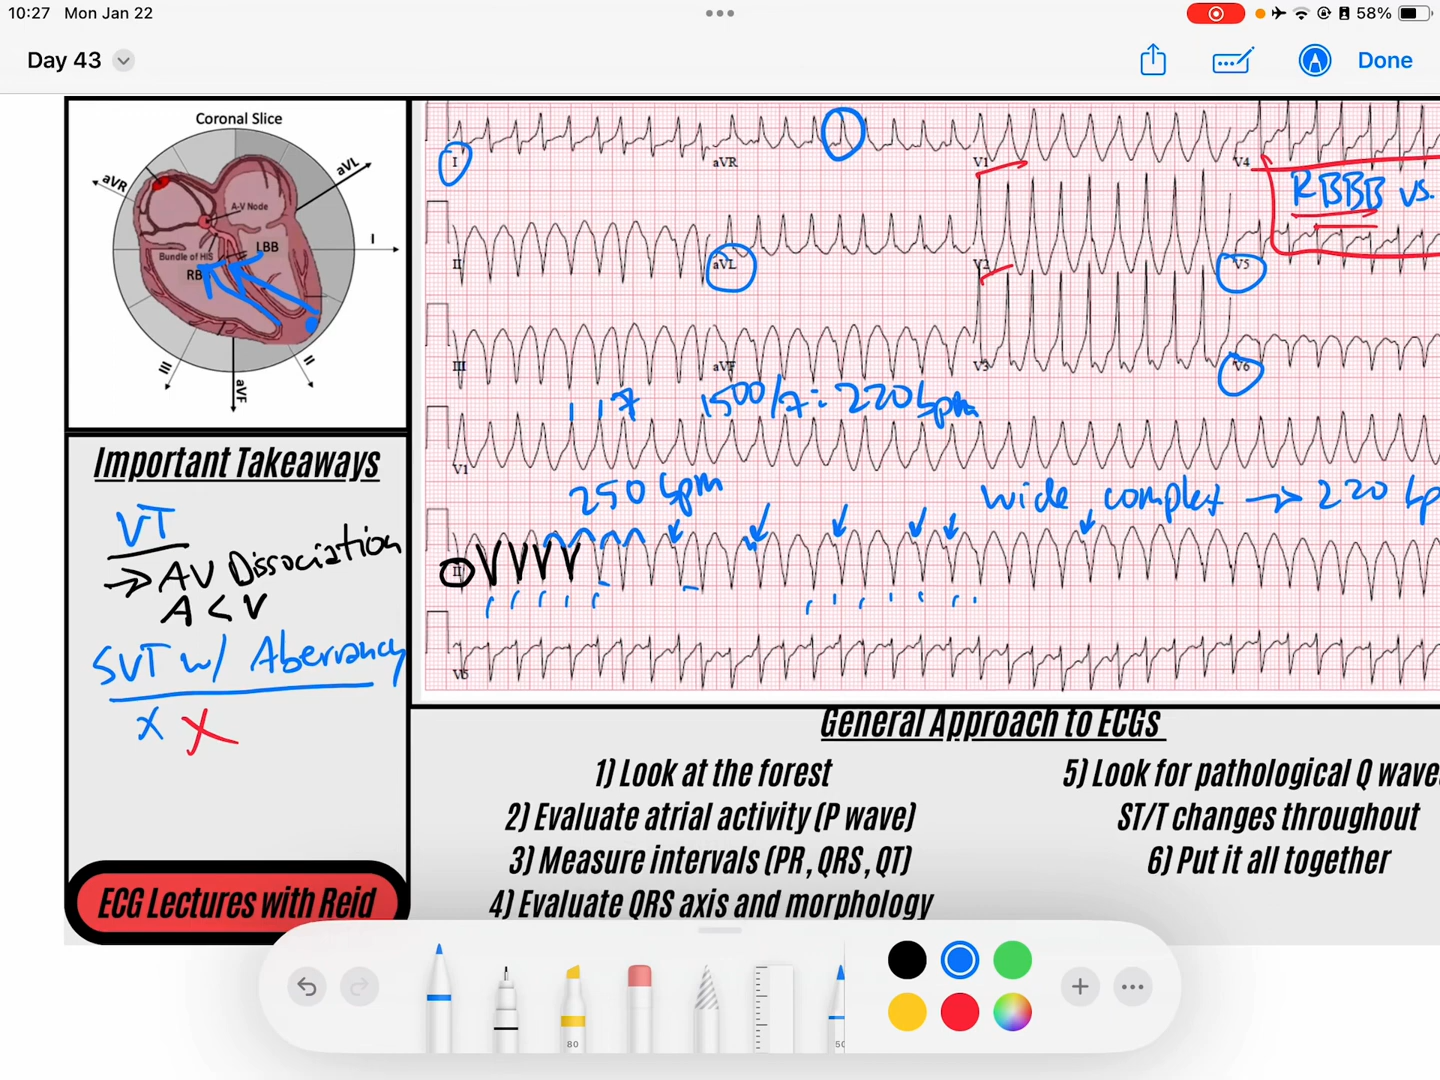 10:27 Mon Jan 22
58%
Day 43
Done
Coronal Slice
aVR
aVL
A-V Node
I
LBB
Bundle of HIS
RB
III
aVF
II
I
aVR
V1
V4
RBBB vs.
II
aVL
V2
V5
III
aVF
V3
V6
117 1500/7 = 220 bpm
V1
250 bpm
wide complex → 220
II
V5
Important Takeaways
VT
→ AV Dissociation
A < V
SVT w/ Aberrancy
X X
ECG Lectures with Reid
General Approach to ECGs
1) Look at the forest
2) Evaluate atrial activity (P wave)
3) Measure intervals (PR, QRS, QT)
4) Evaluate QRS axis and morphology
5) Look for pathological Q wave
ST/T changes throughout
6) Put it all together
80
50